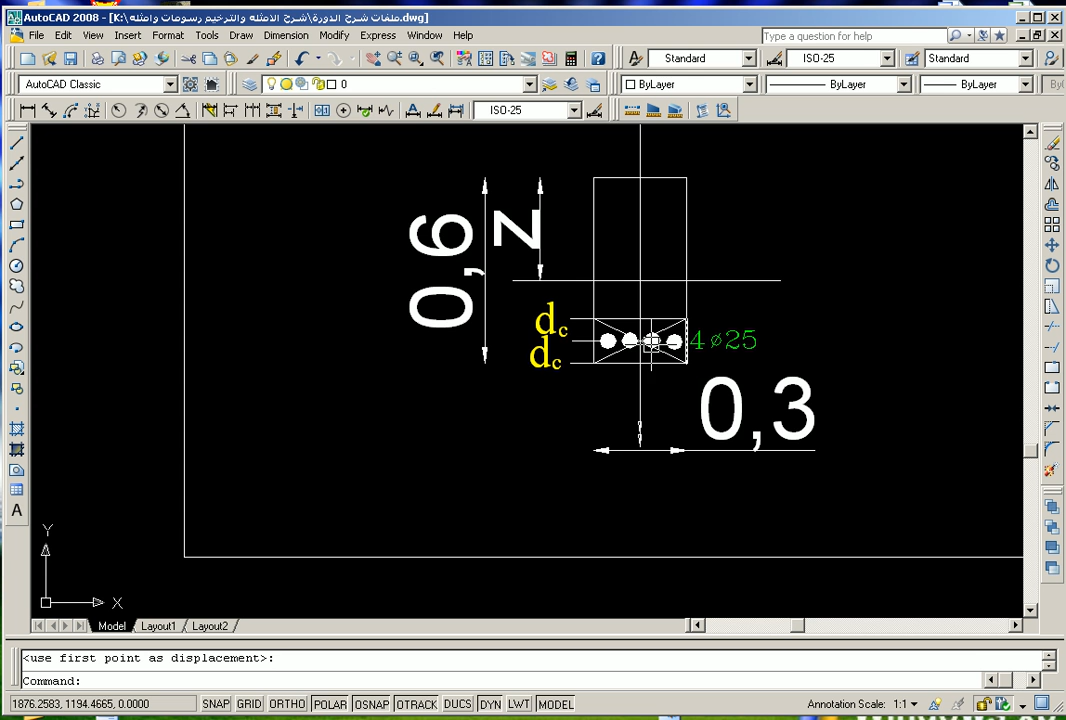 AutoCAD 2008 - [K:\شرح الامثله والترخيم رسومات وامثله\ملفات شرح الدورة.dwg]
File Edit View Insert Format Tools Draw Dimension Modify Express Window Help
Type a question for help
Standard ISO-25 Standard
AutoCAD Classic 0 ByLayer ByLayer ByLayer
ISO-25
0,6
Z
dc
dc
4ø25
0,3
Y
X
Model Layout1 Layout2
<use first point as displacement>:
Command:
1876.2583, 1194.4665, 0.0000 SNAP GRID ORTHO POLAR OSNAP OTRACK DUCS DYN LWT MODEL Annotation Scale: 1:1